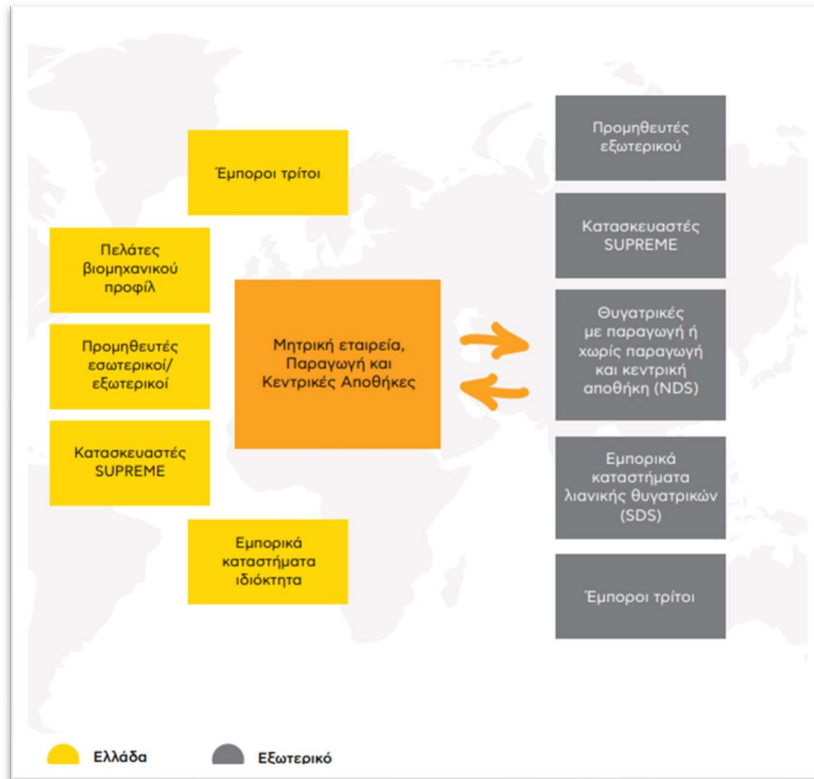 Έμποροι τρίτοι
Πελάτες
βιομηχανικού
προφίλ
Προμηθευτές
εσωτερικοί/
εξωτερικοί
Κατασκευαστές
SUPREME
Εμπορικά
καταστήματα
ιδιόκτητα
Μητρική εταιρεία,
Παραγωγή και
Κεντρικές Αποθήκες
Προμηθευτές
εξωτερικού
Κατασκευαστές
SUPREME
Θυγατρικές
με παραγωγή ή
χωρίς παραγωγή
και κεντρική
αποθήκη (NDS)
Εμπορικά
καταστήματα
λιανικής θυγατρικών
(SDS)
Έμποροι τρίτοι
Ελλάδα
Εξωτερικό